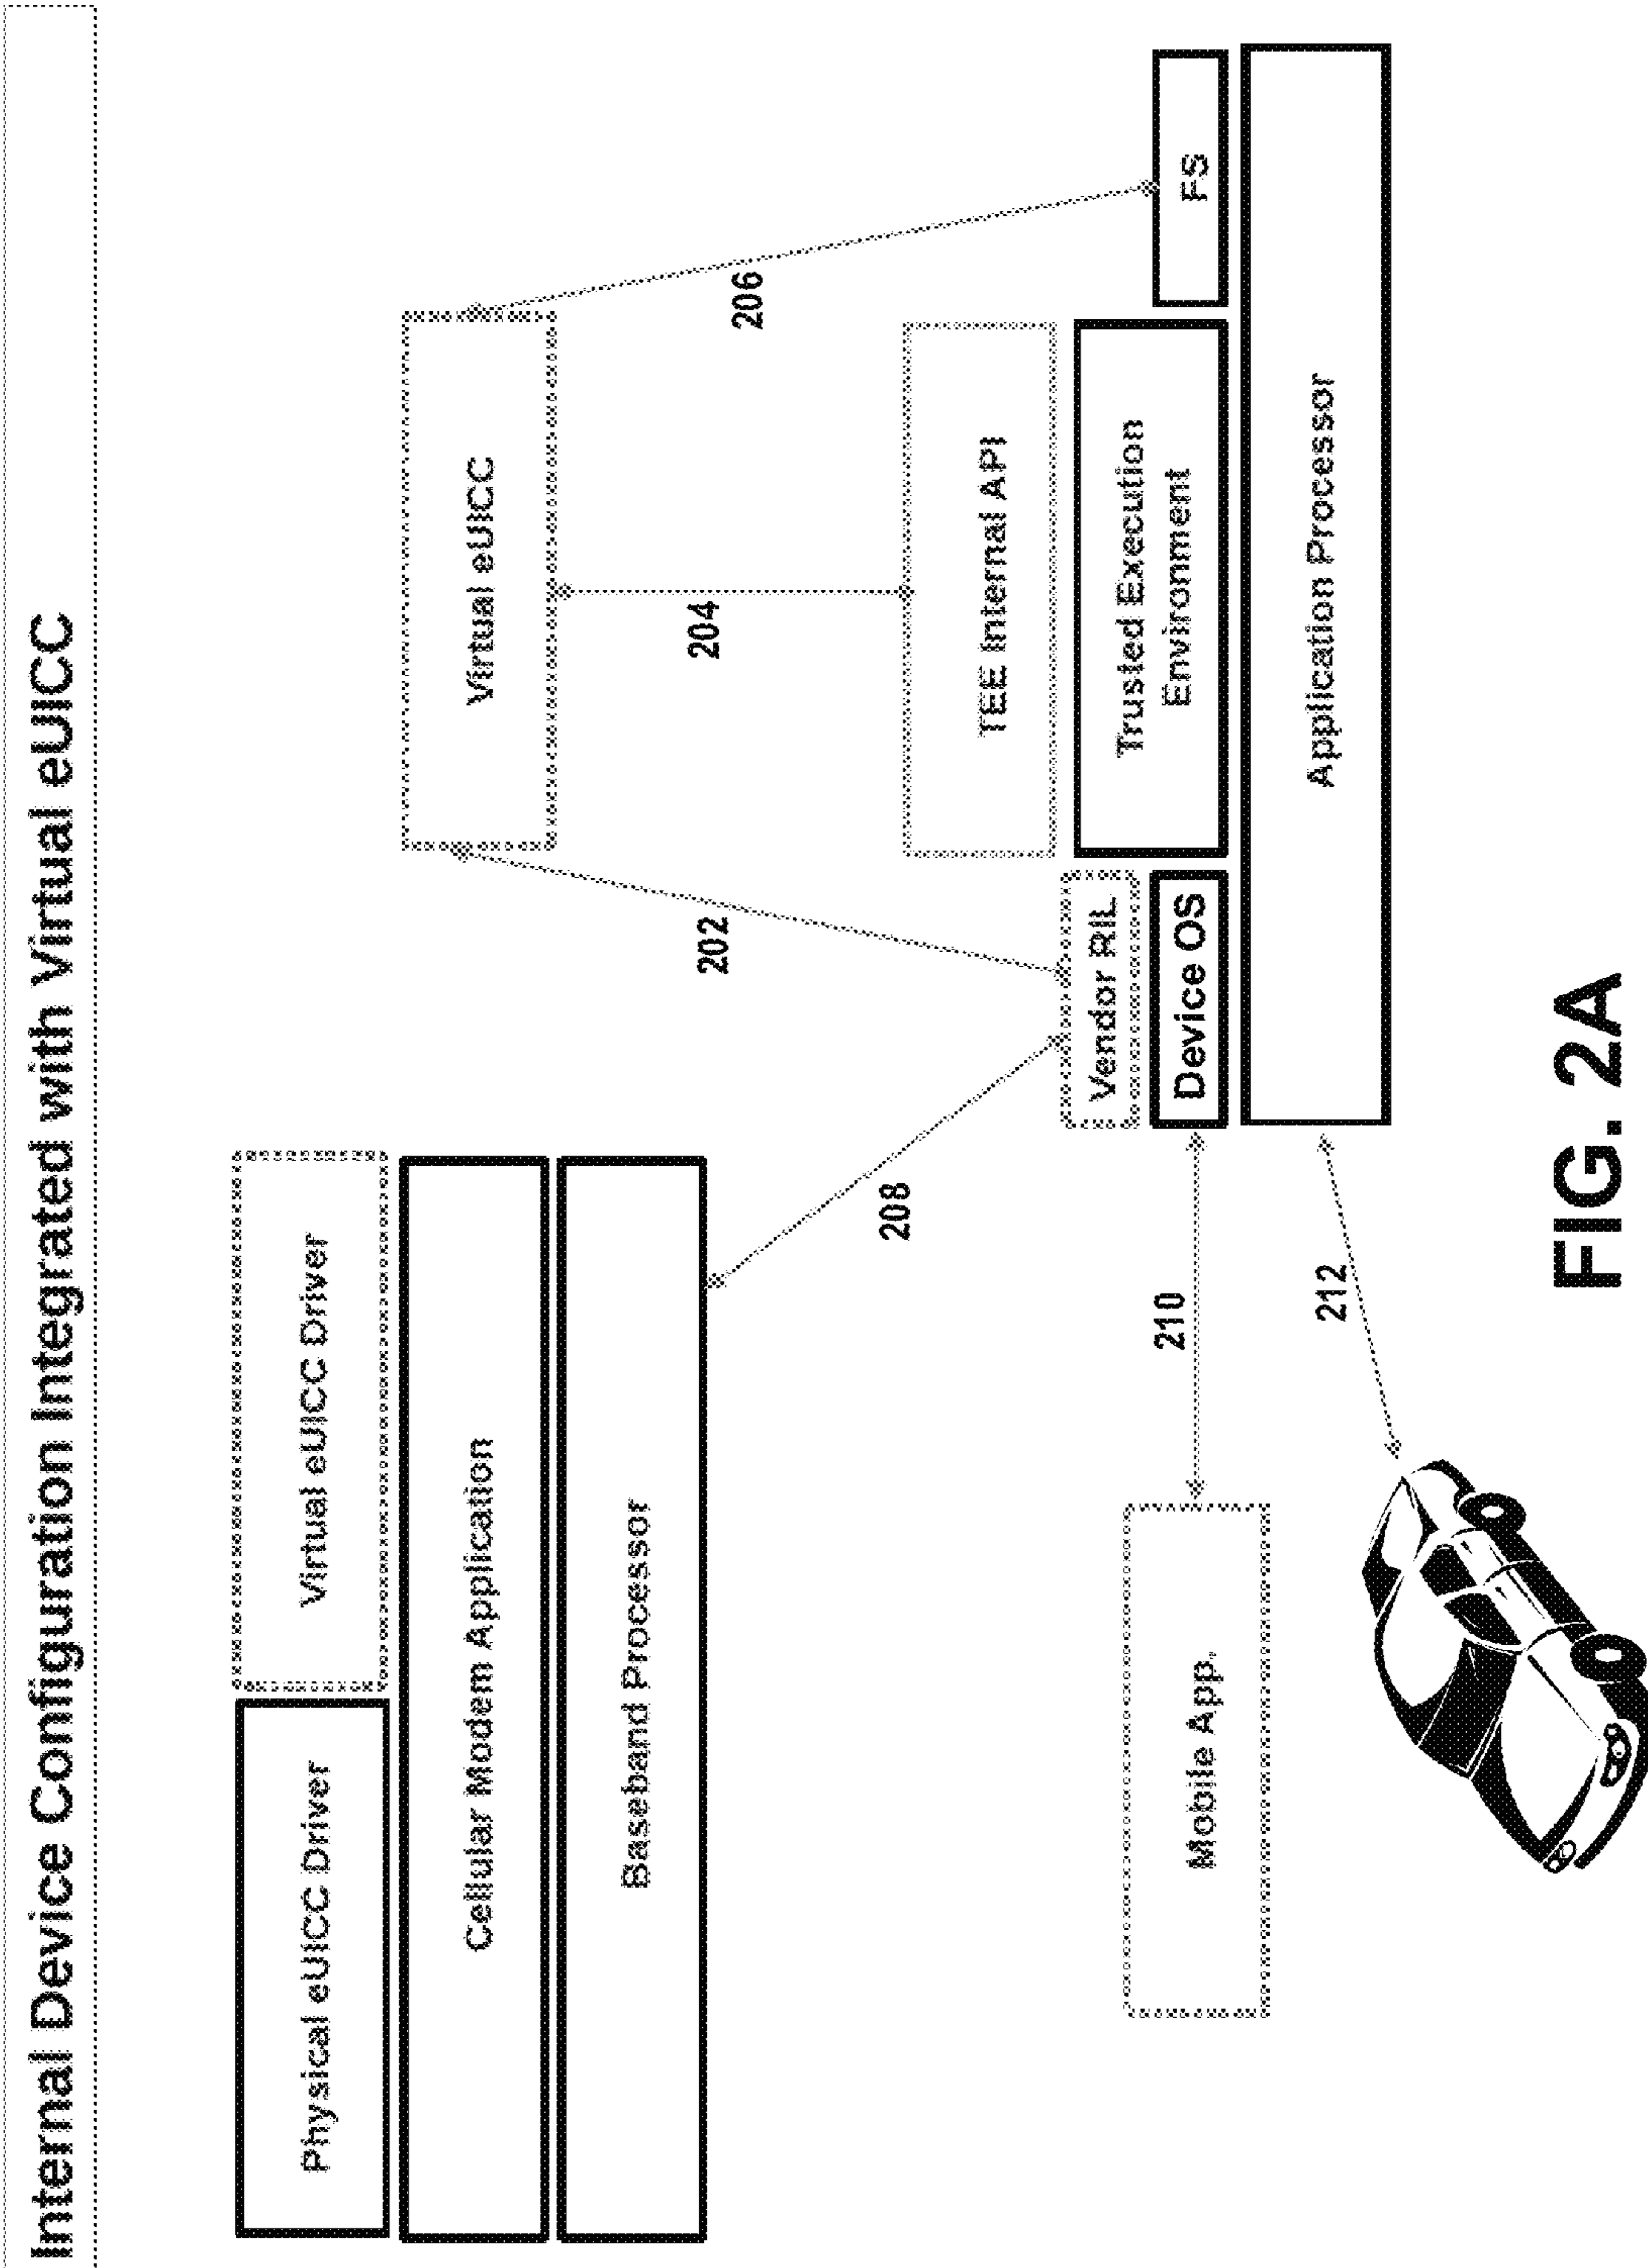 Internal Device Configuration Integrated with Virtual eUICC
Physical eUICC Driver
Virtual eUICC Driver
Cellular Modem Application
Baseband Processor
Virtual eUICC
202
204
206
208
TEE Internal API
Vendor RIL
Trusted Execution
Environment
Device OS
FS
Application Processor
Mobile App.
210
212
FIG. 2A